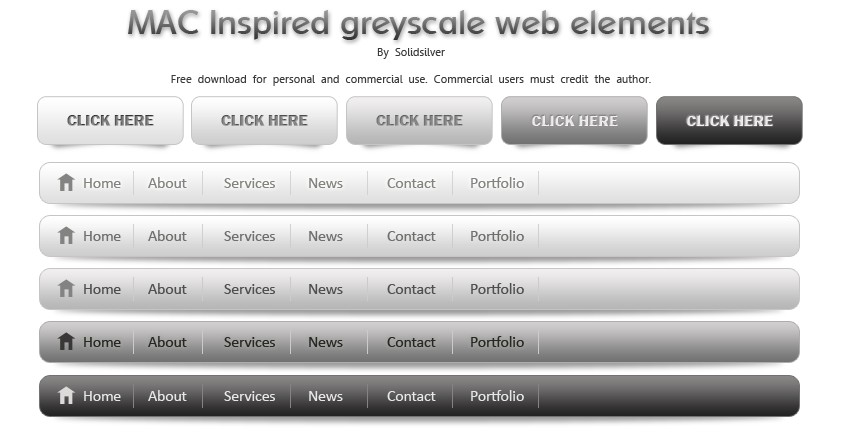 MAC Inspired greyscale web elements
By Solidsilver
Free download for personal and commercial use. Commercial users must credit the author.
CLICK HERE CLICK HERE CLICK HERE CLICK HERE CLICK HERE
Home About Services News Contact Portfolio
Home About Services News Contact Portfolio
Home About Services News Contact Portfolio
Home About Services News Contact Portfolio
Home About Services News Contact Portfolio